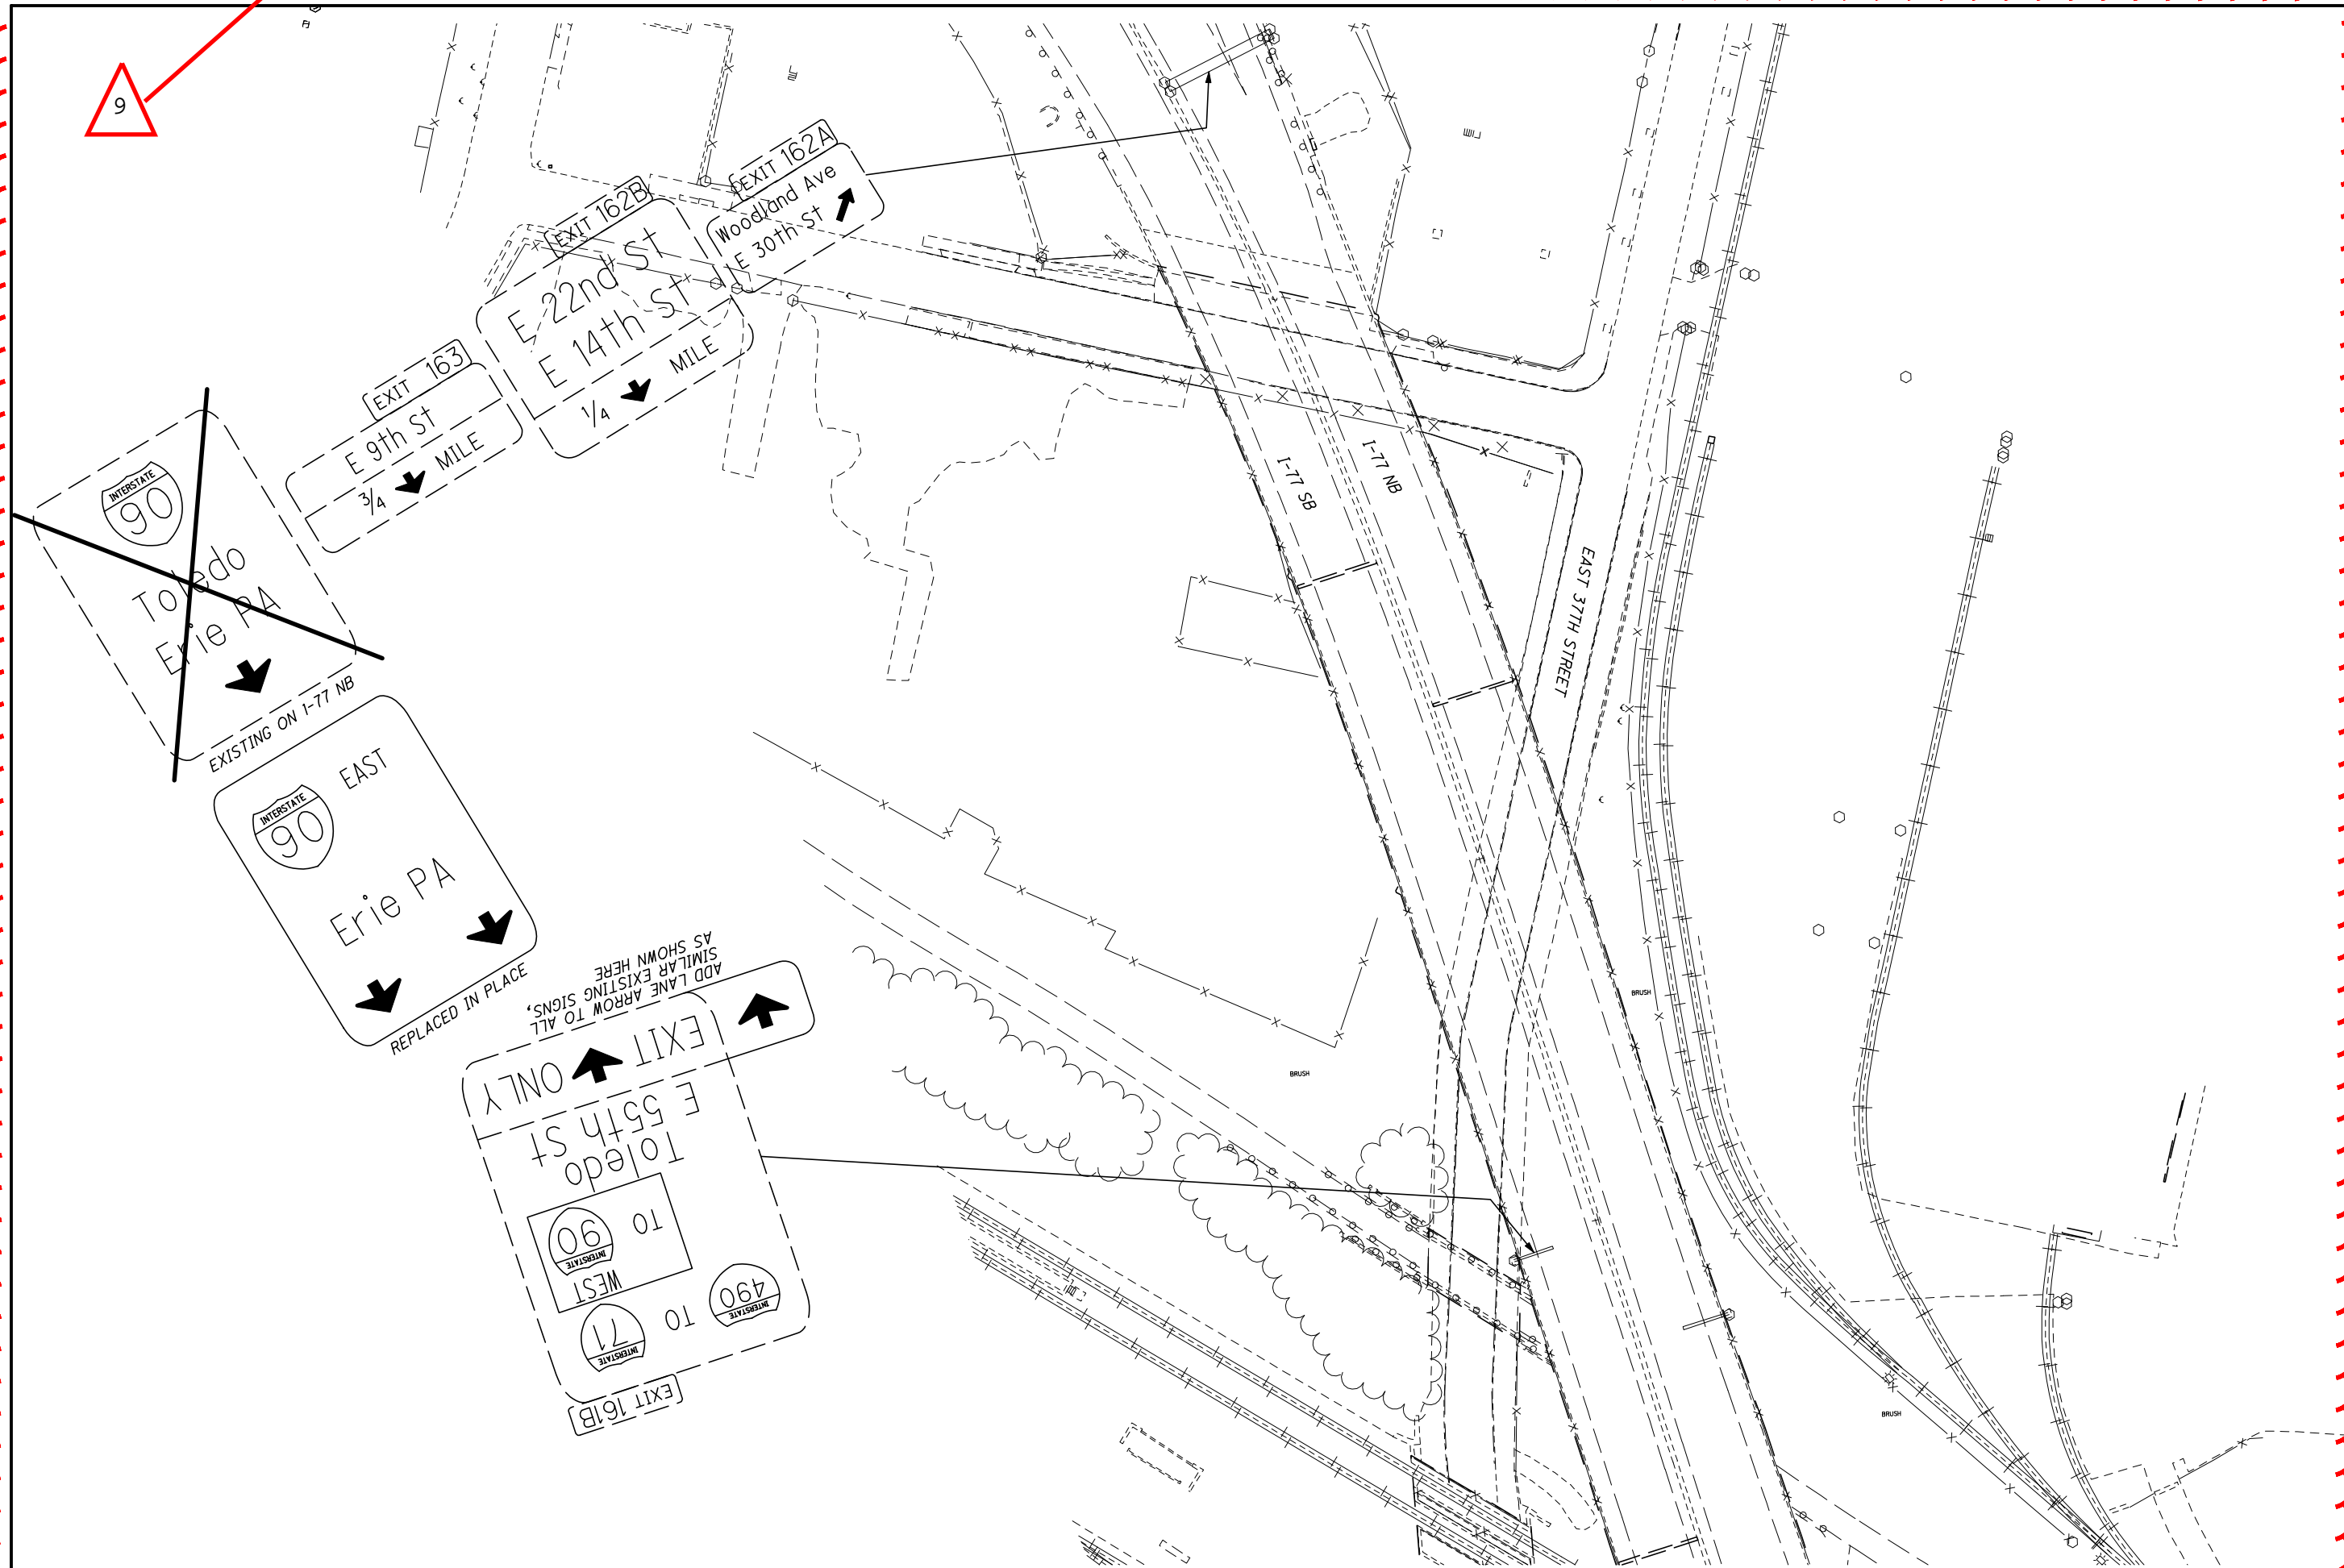 9
EXIT 162A
Woodland Ave
E 30th St
EXIT 162B
E 22nd St
E 14th St
1/4 MILE
EXIT 163
E 9th St
3/4 MILE
INTERSTATE
90
Toledo
Erie PA
EXISTING ON I-77 NB
INTERSTATE
90
EAST
Erie PA
REPLACED IN PLACE
EXIT 161B
INTERSTATE
490
TO
INTERSTATE
71
WEST
TO
INTERSTATE
90
Toledo
E 55th St
EXIT ONLY
ADD LANE ARROW TO ALL
SIMILAR EXISTING SIGNS,
AS SHOWN HERE
I-77 SB
I-77 NB
EAST 37TH STREET
BRUSH
BRUSH
BRUSH